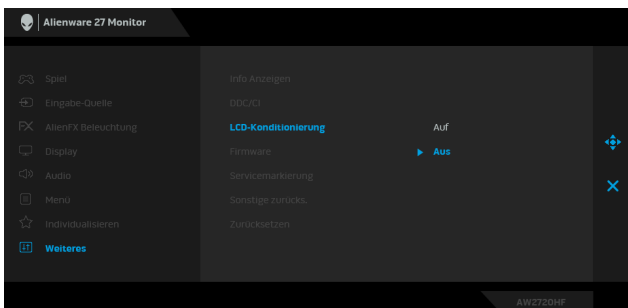 Alienware 27 Monitor
Spiel
Eingabe-Quelle
AlienFX Beleuchtung
Display
Audio
Menü
Individualisieren
Weiteres
Info Anzeigen
DDC/CI
LCD-Konditionierung Auf
Firmware Aus
Servicemarkierung
Sonstige zurücks.
Zurücksetzen
AW2720HF